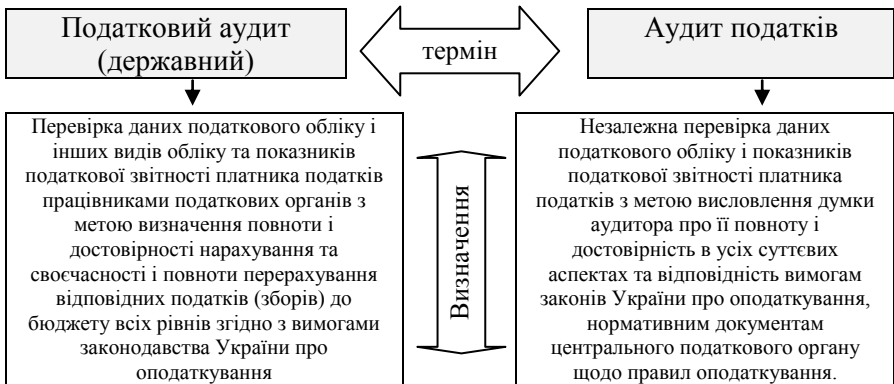 Податковий аудит
(державний)
термін
Аудит податків
Перевірка даних податкового обліку і
інших видів обліку та показників
податкової звітності платника податків
працівниками податкових органів з
метою визначення повноти і
достовірності нарахування та
своєчасності і повноти перерахування
відповідних податків (зборів) до
бюджету всіх рівнів згідно з вимогами
законодавства України про
оподаткування
Визначення
Незалежна перевірка даних
податкового обліку і показників
податкової звітності платника
податків з метою висловлення думки
аудитора про її повноту і
достовірність в усіх суттєвих
аспектах та відповідність вимогам
законів України про оподаткування,
нормативним документам
центрального податкового органу
щодо правил оподаткування.